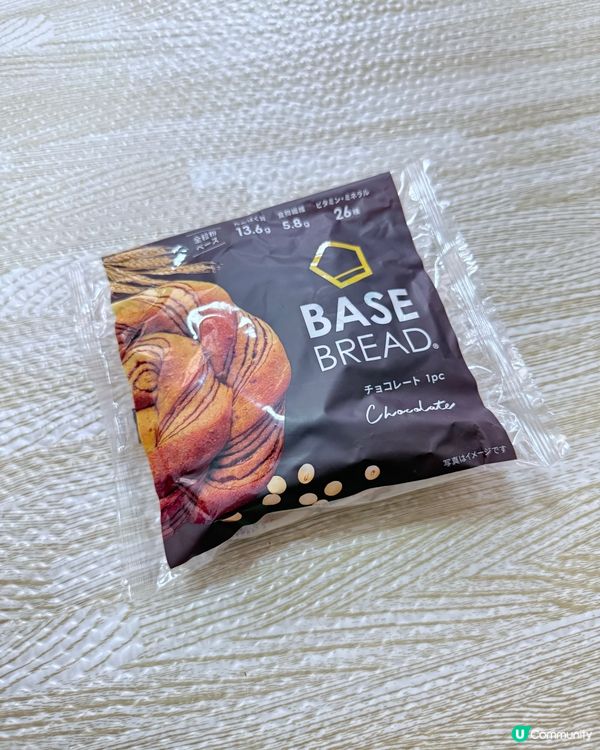 全粒粉
ベース
たんぱく質
13.6g
食物繊維
5.8g
ビタミン・ミネラル
26種
BASE
BREAD®
チョコレート 1pc
Chocolate
写真はイメージです
U Community